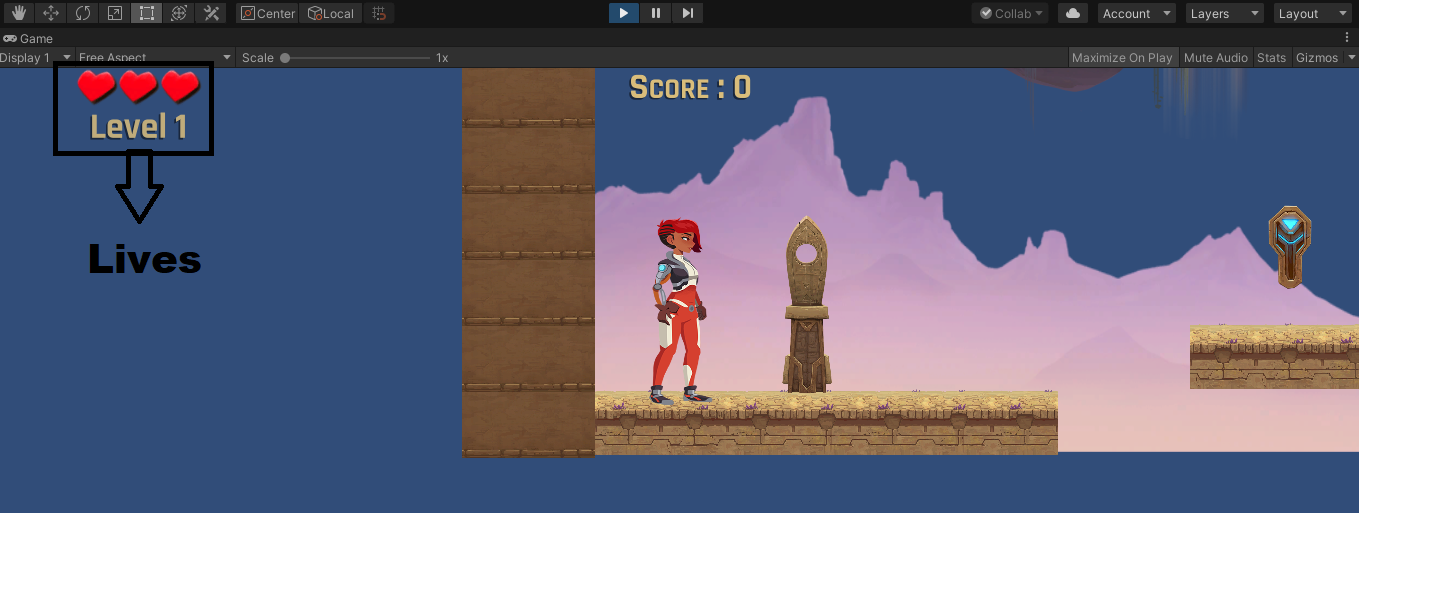 Center Local Collab Account Layers Layout
Game
Display 1 Free Aspect Scale 1x Maximize On Play Mute Audio Stats Gizmos
SCORE : 0
Level 1
Lives